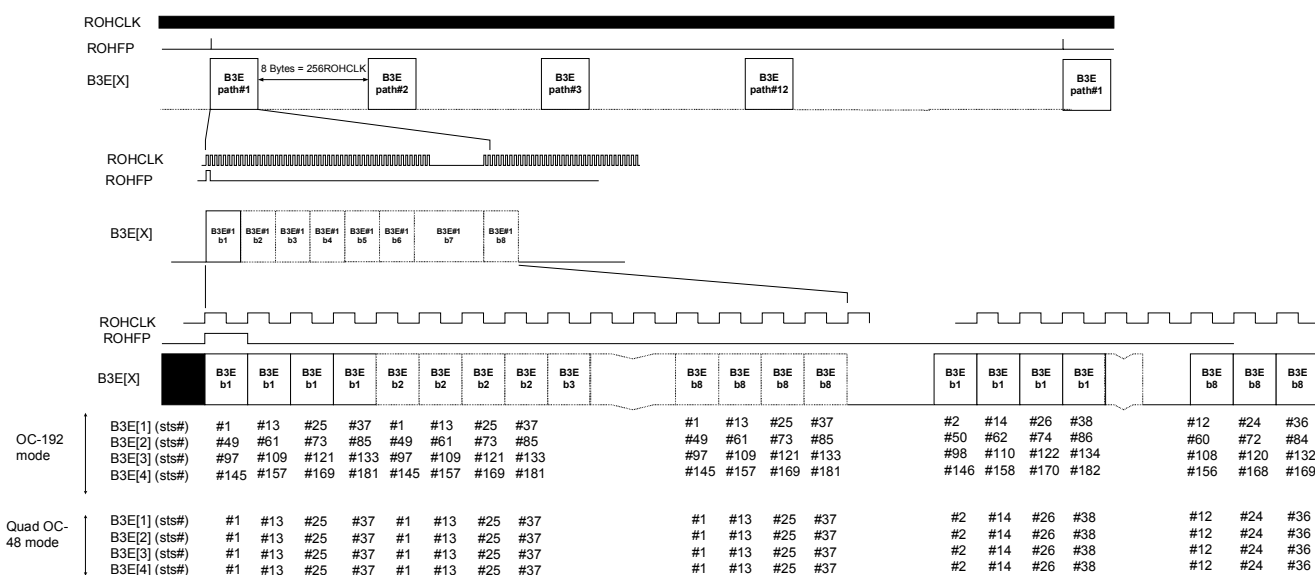 ROHCLK
ROHFP
B3E[X]
B3E path#1
8 Bytes = 256ROHCLK
B3E path#2
B3E path#3
B3E path#12
B3E path#1
ROHCLK
ROHFP
B3E[X]
B3E#1 b1 B3E#1 b2 B3E#1 b3 B3E#1 b4 B3E#1 b5 B3E#1 b6 B3E#1 b7 B3E#1 b8
ROHCLK
ROHFP
B3E[X]
B3E b1 B3E b1 B3E b1 B3E b1 B3E b2 B3E b2 B3E b2 B3E b2 B3E b3 B3E b8 B3E b8 B3E b8 B3E b8 B3E b1 B3E b1 B3E b1 B3E b1 B3E b8 B3E b8 B3E b8
OC-192 mode
B3E[1] (sts#) #1 #13 #25 #37 #1 #13 #25 #37 #1 #13 #25 #37 #2 #14 #26 #38 #12 #24 #36
B3E[2] (sts#) #49 #61 #73 #85 #49 #61 #73 #85 #49 #61 #73 #85 #50 #62 #74 #86 #60 #72 #84
B3E[3] (sts#) #97 #109 #121 #133 #97 #109 #121 #133 #97 #109 #121 #133 #98 #110 #122 #134 #108 #120 #132
B3E[4] (sts#) #145 #157 #169 #181 #145 #157 #169 #181 #145 #157 #169 #181 #146 #158 #170 #182 #156 #168 #169
Quad OC-48 mode
B3E[1] (sts#) #1 #13 #25 #37 #1 #13 #25 #37 #1 #13 #25 #37 #2 #14 #26 #38 #12 #24 #36
B3E[2] (sts#) #1 #13 #25 #37 #1 #13 #25 #37 #1 #13 #25 #37 #2 #14 #26 #38 #12 #24 #36
B3E[3] (sts#) #1 #13 #25 #37 #1 #13 #25 #37 #1 #13 #25 #37 #2 #14 #26 #38 #12 #24 #36
B3E[4] (sts#) #1 #13 #25 #37 #1 #13 #25 #37 #1 #13 #25 #37 #2 #14 #26 #38 #12 #24 #36